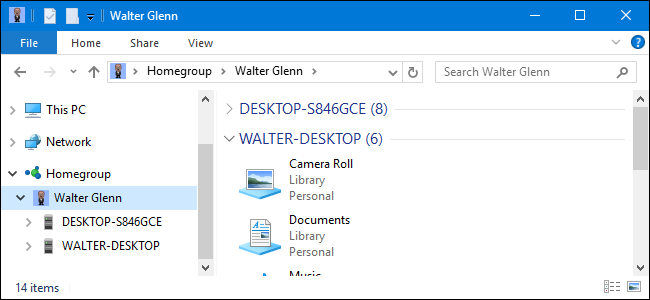 Walter Glenn
File Home Share View
Homegroup Walter Glenn Search Walter Glenn
This PC
Network
Homegroup
Walter Glenn
DESKTOP-S846GCE
WALTER-DESKTOP
DESKTOP-S846GCE (8)
WALTER-DESKTOP (6)
Camera Roll
Library
Personal
Documents
Library
Personal
Music
14 items